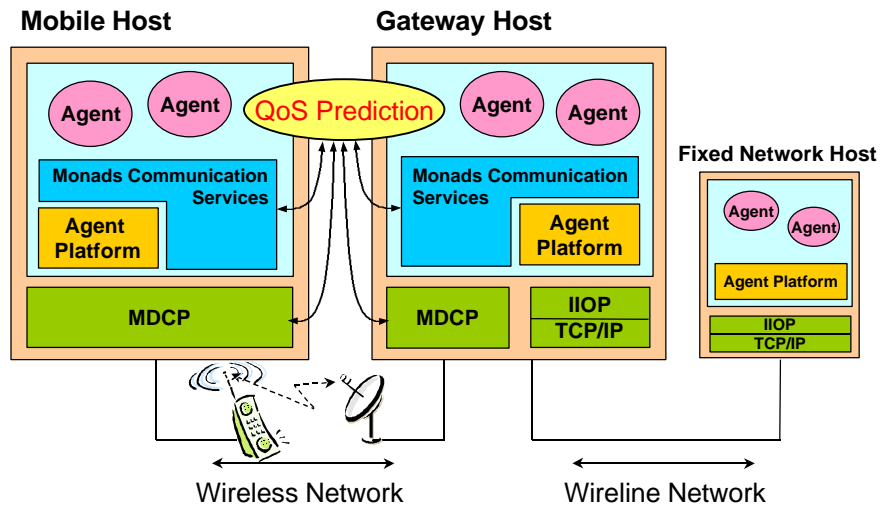 Mobile Host
Gateway Host
Agent
Agent
QoS Prediction
Agent
Agent
Monads Communication
Services
Agent
Platform
Monads Communication
Services
Agent
Platform
MDCP
MDCP
IIOP
TCP/IP
Fixed Network Host
Agent
Agent
Agent Platform
IIOP
TCP/IP
Wireless Network
Wireline Network